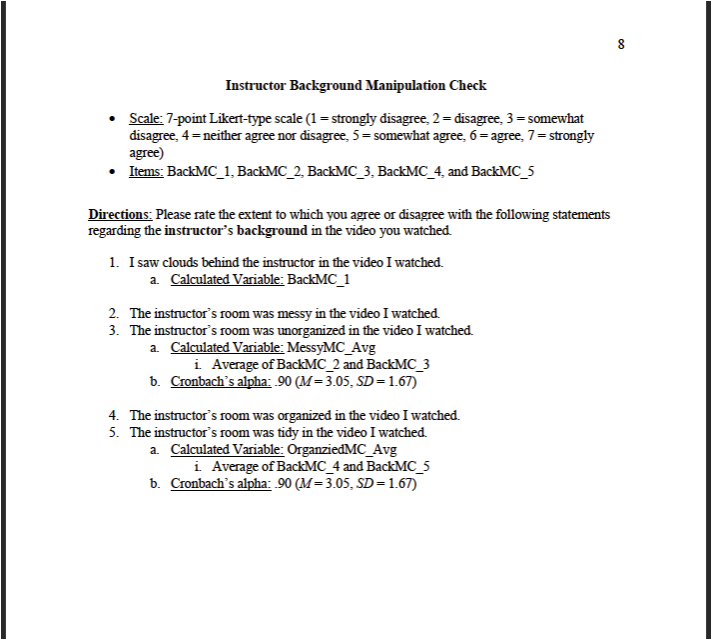 8
Instructor Background Manipulation Check
• Scale: 7-point Likert-type scale (1 = strongly disagree, 2 = disagree, 3 = somewhat
disagree, 4 = neither agree nor disagree, 5 = somewhat agree, 6 = agree, 7 = strongly
agree)
• Items: BackMC_1, BackMC_2, BackMC_3, BackMC_4, and BackMC_5
Directions: Please rate the extent to which you agree or disagree with the following statements
regarding the instructor's background in the video you watched.
1. I saw clouds behind the instructor in the video I watched.
a. Calculated Variable: BackMC_1
2. The instructor's room was messy in the video I watched.
3. The instructor's room was unorganized in the video I watched.
a. Calculated Variable: MessyMC_Avg
i. Average of BackMC_2 and BackMC_3
b. Cronbach's alpha: .90 (M = 3.05, SD = 1.67)
4. The instructor's room was organized in the video I watched.
5. The instructor's room was tidy in the video I watched.
a. Calculated Variable: OrganziedMC_Avg
i. Average of BackMC_4 and BackMC_5
b. Cronbach's alpha: .90 (M = 3.05, SD = 1.67)